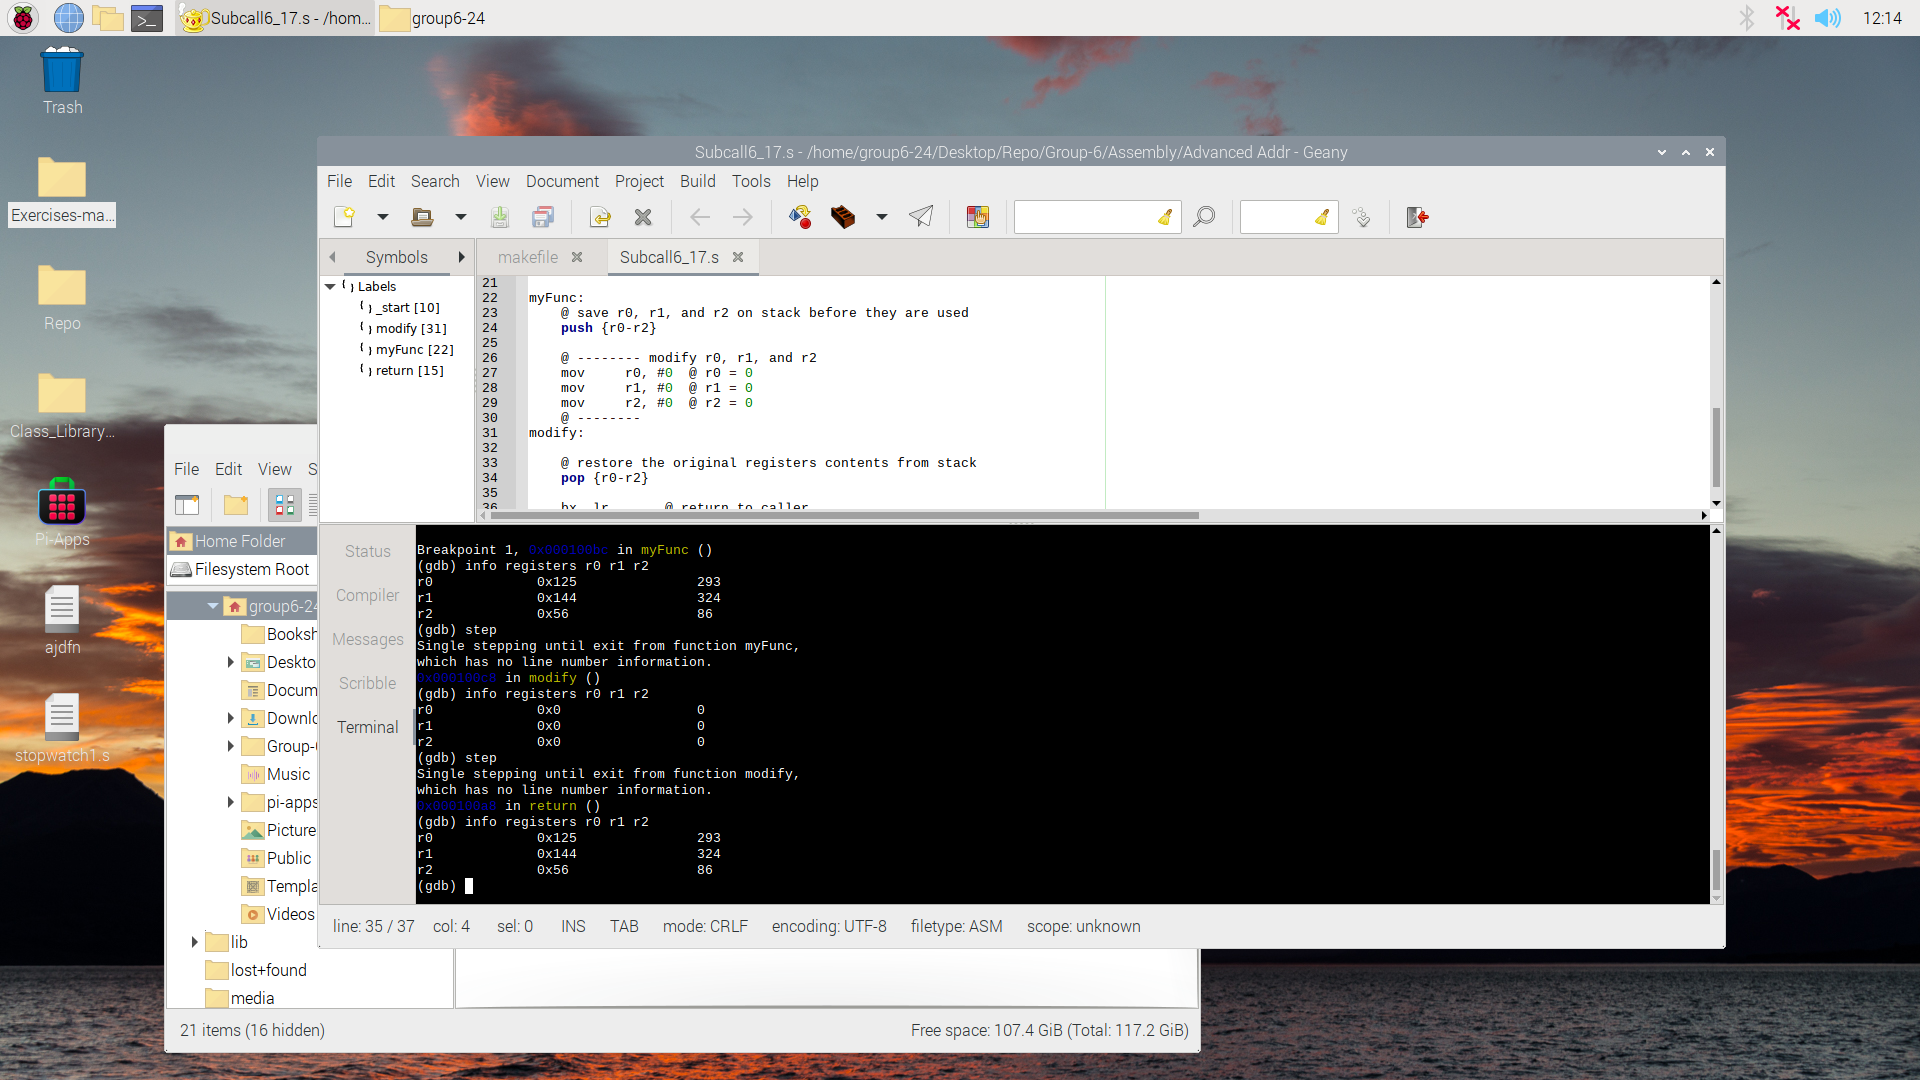 Subcall6_17.s - /hom...
group6-24
12:14
Trash
Exercises-ma...
Repo
Class_Library...
Pi-Apps
ajdfn
stopwatch1.s
Subcall6_17.s - /home/group6-24/Desktop/Repo/Group-6/Assembly/Advanced Addr - Geany
File Edit Search View Document Project Build Tools Help
Symbols
makefile
Subcall6_17.s
Labels
_start [10]
modify [31]
myFunc [22]
return [15]
21
22 myFunc:
23 @ save r0, r1, and r2 on stack before they are used
24 push {r0-r2}
25
26 @ -------- modify r0, r1, and r2
27 mov r0, #0 @ r0 = 0
28 mov r1, #0 @ r1 = 0
29 mov r2, #0 @ r2 = 0
30 @ --------
31 modify:
32
33 @ restore the original registers contents from stack
34 pop {r0-r2}
35
36 bx lr @ return to caller
Status
Compiler
Messages
Scribble
Terminal
Breakpoint 1, 0x000100bc in myFunc ()
(gdb) info registers r0 r1 r2
r0 0x125 293
r1 0x144 324
r2 0x56 86
(gdb) step
Single stepping until exit from function myFunc,
which has no line number information.
0x000100c8 in modify ()
(gdb) info registers r0 r1 r2
r0 0x0 0
r1 0x0 0
r2 0x0 0
(gdb) step
Single stepping until exit from function modify,
which has no line number information.
0x000100a8 in return ()
(gdb) info registers r0 r1 r2
r0 0x125 293
r1 0x144 324
r2 0x56 86
(gdb)
line: 35 / 37 col: 4 sel: 0 INS TAB mode: CRLF encoding: UTF-8 filetype: ASM scope: unknown
File Edit View S
Home Folder
Filesystem Root
group6-24
Booksh
Deskto
Docum
Downlo
Group-
Music
pi-apps
Picture
Public
Templa
Videos
lib
lost+found
media
21 items (16 hidden)
Free space: 107.4 GiB (Total: 117.2 GiB)